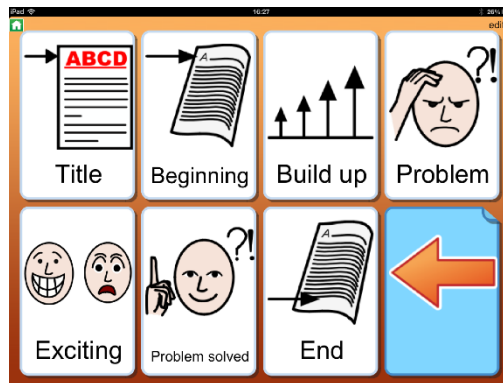 iPad 16:27 26%
edit
ABCD
?!
A
A
Title Beginning Build up Problem
?!
A
Exciting Problem solved End